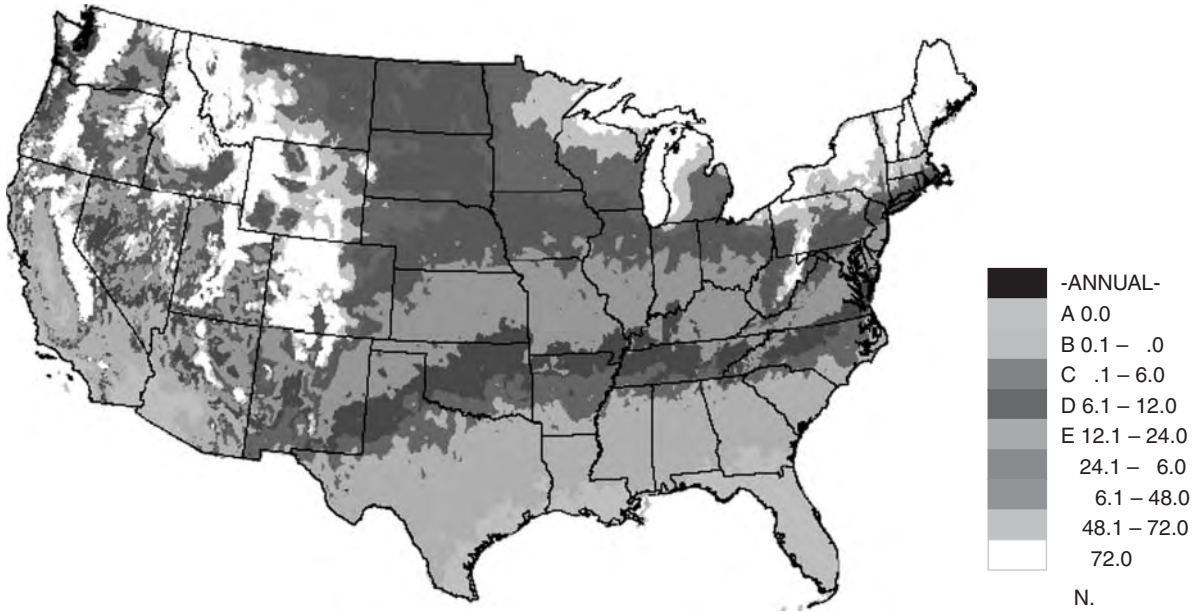 -ANNUAL-
A 0.0
B 0.1 – .0
C .1 – 6.0
D 6.1 – 12.0
E 12.1 – 24.0
24.1 – 6.0
6.1 – 48.0
48.1 – 72.0
72.0
N.